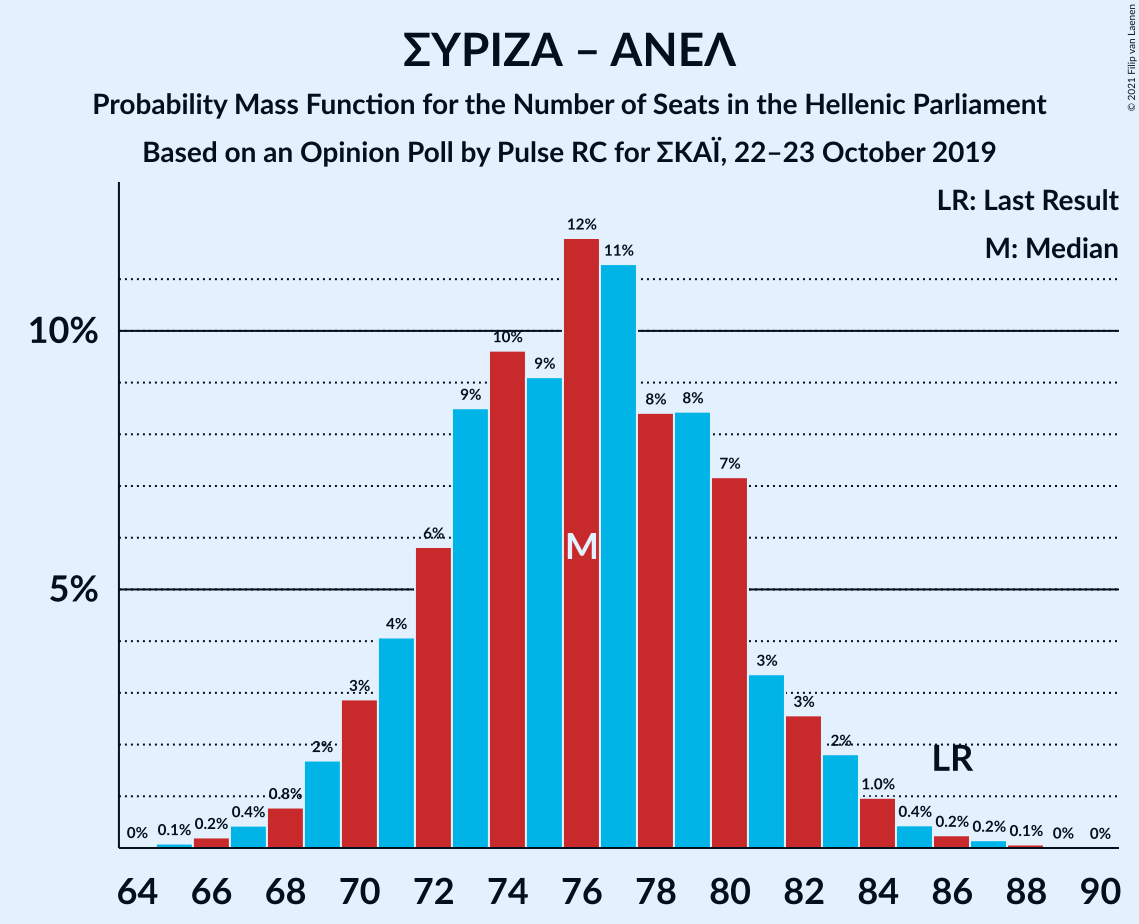 ΣΥΡΙΖΑ – ΑΝΕΛ
Probability Mass Function for the Number of Seats in the Hellenic Parliament
Based on an Opinion Poll by Pulse RC for ΣΚΑΪ, 22–23 October 2019
© 2021 Filip van Laenen
LR: Last Result
M: Median
10%
5%
0% 0.1% 0.2% 0.4% 0.8% 2% 3% 4% 6% 9% 10% 9% 12% 11% 8% 8% 7% 3% 3% 2% 1.0% 0.4% 0.2% 0.2% 0.1% 0% 0%
M
LR
64 66 68 70 72 74 76 78 80 82 84 86 88 90